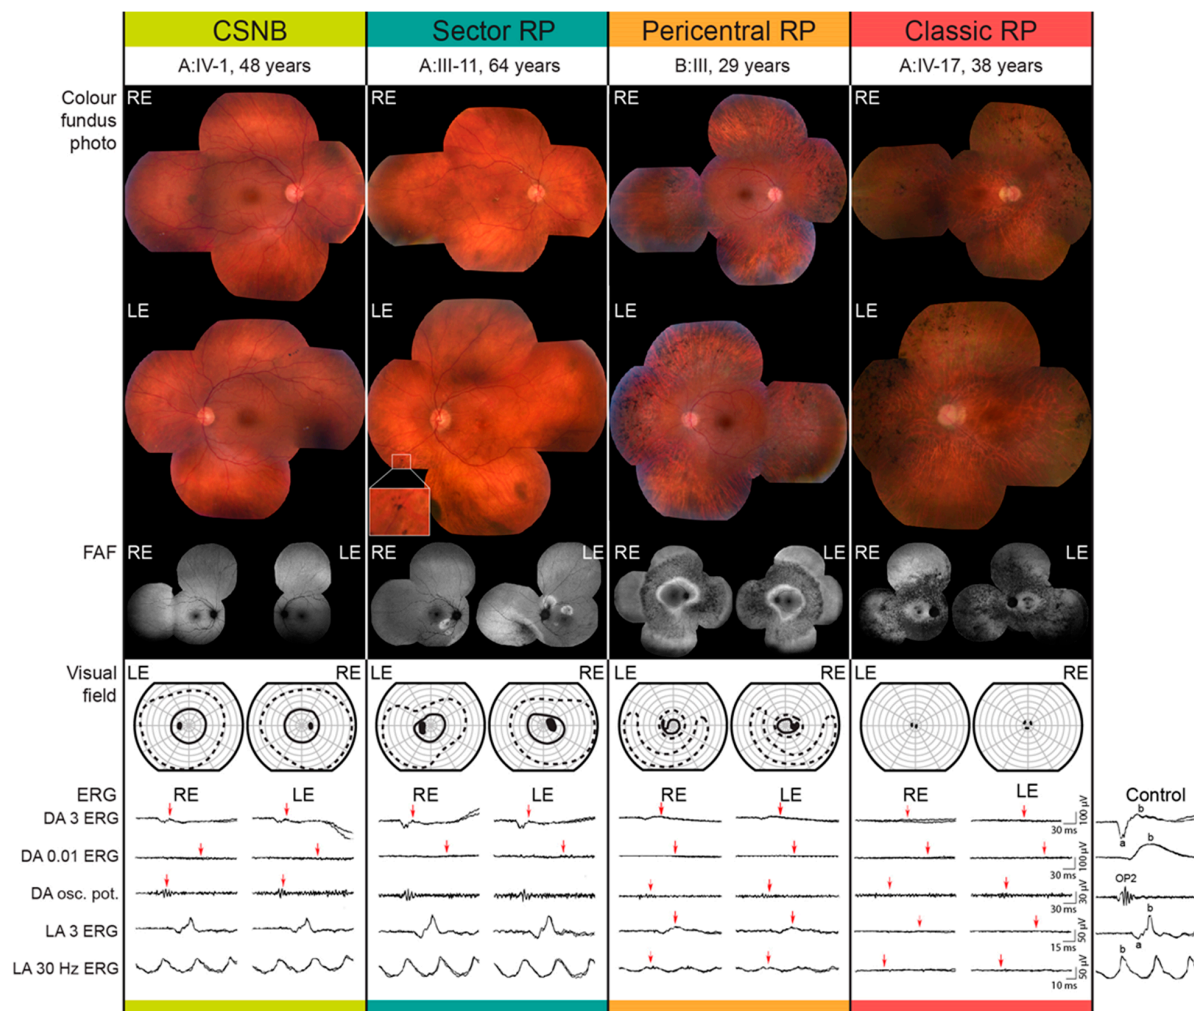 CSNB Sector RP Pericentral RP Classic RP
A:IV-1, 48 years A:III-11, 64 years B:III, 29 years A:IV-17, 38 years
Colour fundus photo
RE RE RE RE
LE LE LE LE
FAF
RE LE RE LE RE LE RE LE
Visual field
LE RE LE RE LE RE LE RE
ERG
RE LE RE LE RE LE RE LE Control
DA 3 ERG
100 µV
30 ms
a b
DA 0.01 ERG
100 µV
30 ms
b
DA osc. pot.
30 µV
30 ms
OP2
LA 3 ERG
50 µV
15 ms
a b
LA 30 Hz ERG
50 µV
10 ms
b